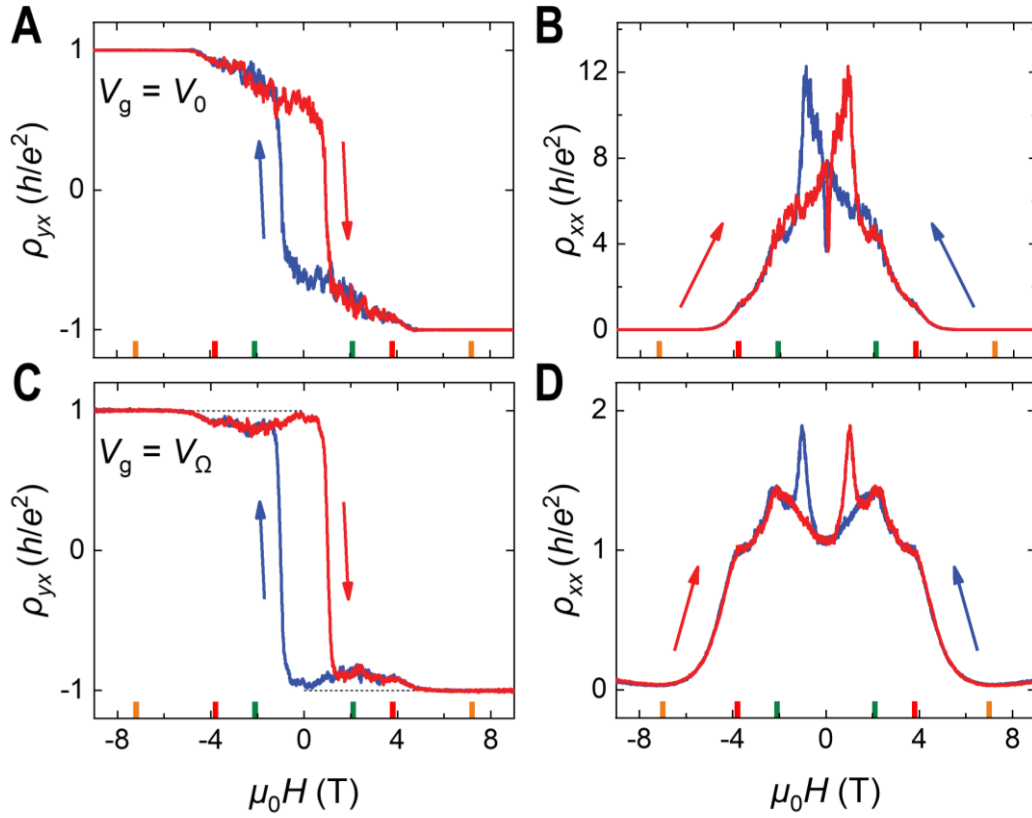 A
B
1
0
-1
ρyx (h/e²)
Vg = V0
12
8
4
0
ρxx (h/e²)
C
D
1
0
-1
ρyx (h/e²)
Vg = VΩ
2
1
0
ρxx (h/e²)
-8 -4 0 4 8
-8 -4 0 4 8
μ0H (T)
μ0H (T)